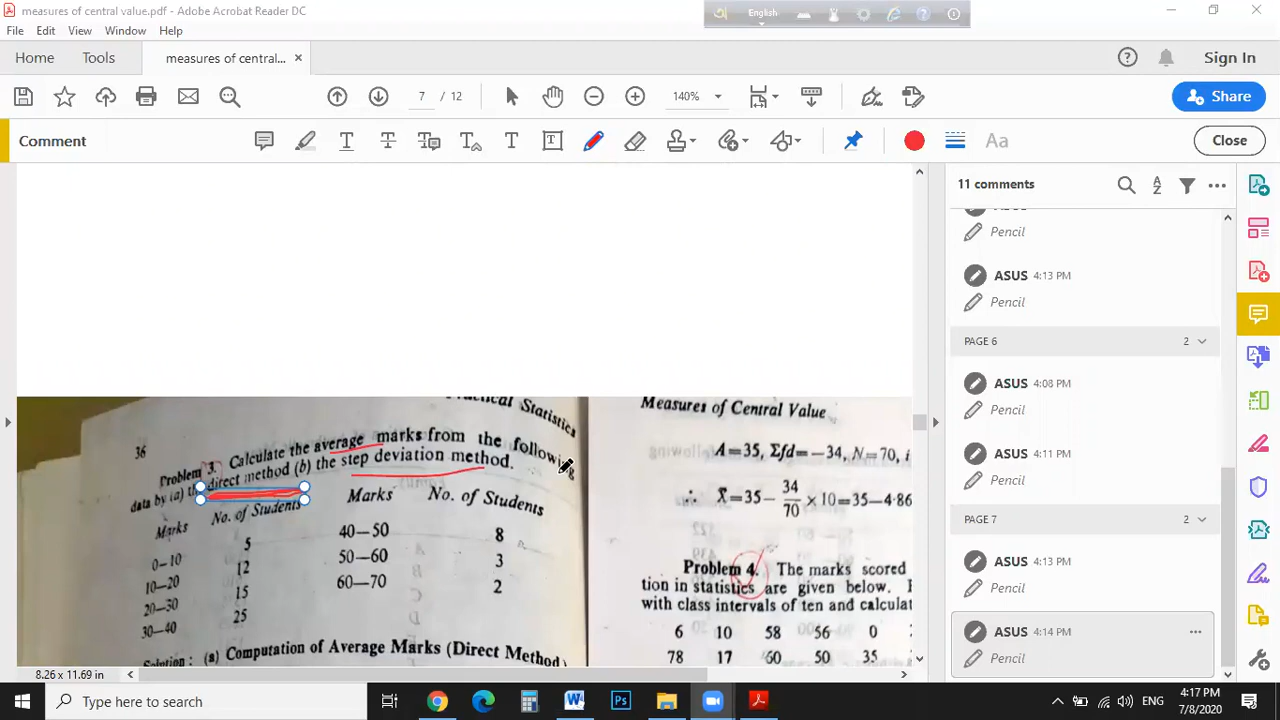 measures of central value.pdf - Adobe Acrobat Reader DC
English
File Edit View Window Help
Home Tools measures of central... × Sign In
7 / 12 140% Share
Comment Aa Close
11 comments
Pencil
ASUS 4:13 PM
Pencil
PAGE 6 2
ASUS 4:08 PM
Pencil
ASUS 4:11 PM
Pencil
PAGE 7 2
ASUS 4:13 PM
Pencil
ASUS 4:14 PM
Pencil
Practical Statistics
36
Problem 3. Calculate the average marks from the following
data by (a) the direct method (b) the step deviation method.
Marks No. of Students Marks No. of Students
0—10 5 40—50 8
10—20 12 50—60 3
20—30 15 60—70 2
30—40 25
Solution : (a) Computation of Average Marks (Direct Method)
Measures of Central Value
A=35, Σfd=−34, N=70, i
∴ X̄=35− 34/70 ×10=35−4·86
Problem 4. The marks scored
tion in statistics are given below.
with class intervals of ten and calculat
6 10 58 56 0
78 17 60 50 35
8.26 x 11.69 in
Type here to search
ENG 4:17 PM
7/8/2020